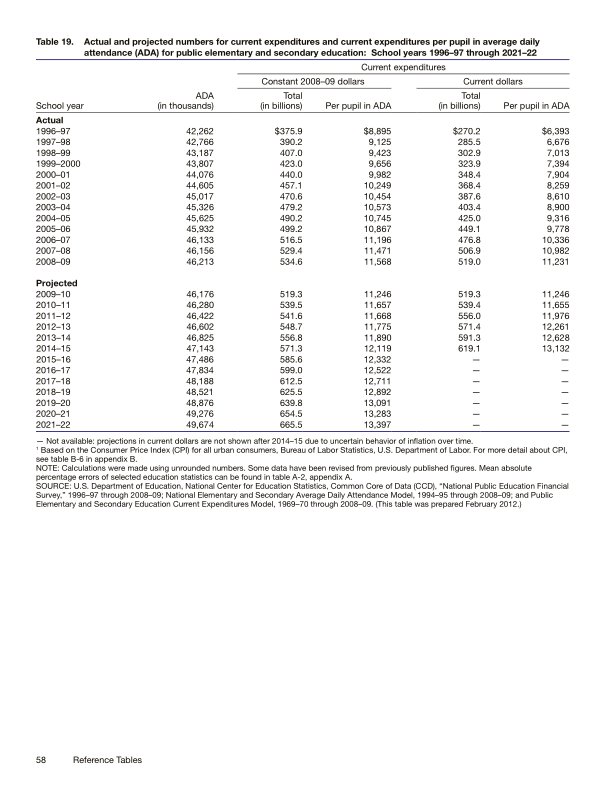 Table 19. Actual and projected numbers for current expenditures and current expenditures per pupil in average daily
attendance (ADA) for public elementary and secondary education: School years 1996–97 through 2021–22
Current expenditures
Constant 2008–09 dollars Current dollars
ADA Total Total
School year (in thousands) (in billions) Per pupil in ADA (in billions) Per pupil in ADA
Actual
1996–97 42,262 $375.9 $8,895 $270.2 $6,393
1997–98 42,766 390.2 9,125 285.5 6,676
1998–99 43,187 407.0 9,423 302.9 7,013
1999–2000 43,807 423.0 9,656 323.9 7,394
2000–01 44,076 440.0 9,982 348.4 7,904
2001–02 44,605 457.1 10,249 368.4 8,259
2002–03 45,017 470.6 10,454 387.6 8,610
2003–04 45,326 479.2 10,573 403.4 8,900
2004–05 45,625 490.2 10,745 425.0 9,316
2005–06 45,932 499.2 10,867 449.1 9,778
2006–07 46,133 516.5 11,196 476.8 10,336
2007–08 46,156 529.4 11,471 506.9 10,982
2008–09 46,213 534.6 11,568 519.0 11,231
Projected
2009–10 46,176 519.3 11,246 519.3 11,246
2010–11 46,280 539.5 11,657 539.4 11,655
2011–12 46,422 541.6 11,668 556.0 11,976
2012–13 46,602 548.7 11,775 571.4 12,261
2013–14 46,825 556.8 11,890 591.3 12,628
2014–15 47,143 571.3 12,119 619.1 13,132
2015–16 47,486 585.6 12,332 — —
2016–17 47,834 599.0 12,522 — —
2017–18 48,188 612.5 12,711 — —
2018–19 48,521 625.5 12,892 — —
2019–20 48,876 639.8 13,091 — —
2020–21 49,276 654.5 13,283 — —
2021–22 49,674 665.5 13,397 — —
— Not available: projections in current dollars are not shown after 2014–15 due to uncertain behavior of inflation over time.
¹ Based on the Consumer Price Index (CPI) for all urban consumers, Bureau of Labor Statistics, U.S. Department of Labor. For more detail about CPI,
see table B-6 in appendix B.
NOTE: Calculations were made using unrounded numbers. Some data have been revised from previously published figures. Mean absolute
percentage errors of selected education statistics can be found in table A-2, appendix A.
SOURCE: U.S. Department of Education, National Center for Education Statistics, Common Core of Data (CCD), “National Public Education Financial
Survey,” 1996–97 through 2008–09; National Elementary and Secondary Average Daily Attendance Model, 1994–95 through 2008–09; and Public
Elementary and Secondary Education Current Expenditures Model, 1969–70 through 2008–09. (This table was prepared February 2012.)
58 Reference Tables